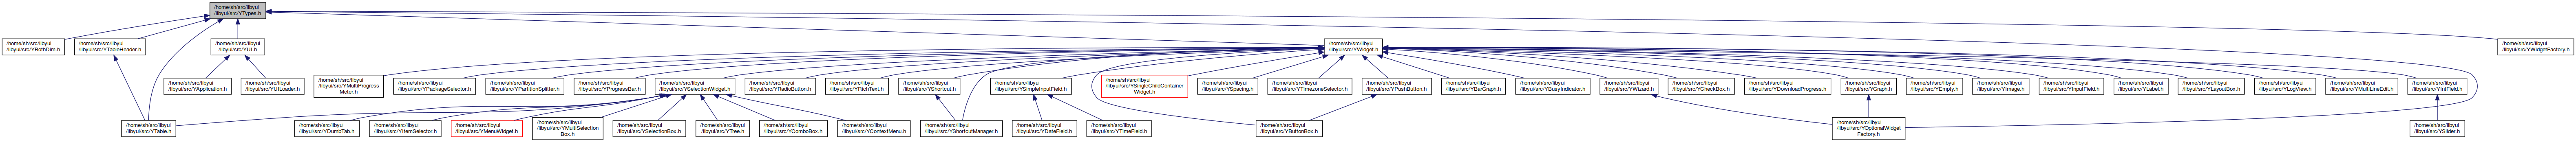 /home/sh/src/libyui
/libyui/src/YTypes.h
/home/sh/src/libyui
/libyui/src/YBothDim.h
/home/sh/src/libyui
/libyui/src/YTableHeader.h
/home/sh/src/libyui
/libyui/src/YUI.h
/home/sh/src/libyui
/libyui/src/YWidget.h
/home/sh/src/libyui
/libyui/src/YWidgetFactory.h
/home/sh/src/libyui
/libyui/src/YApplication.h
/home/sh/src/libyui
/libyui/src/YUILoader.h
/home/sh/src/libyui
/libyui/src/YMultiProgress
Meter.h
/home/sh/src/libyui
/libyui/src/YPackageSelector.h
/home/sh/src/libyui
/libyui/src/YPartitionSplitter.h
/home/sh/src/libyui
/libyui/src/YProgressBar.h
/home/sh/src/libyui
/libyui/src/YSelectionWidget.h
/home/sh/src/libyui
/libyui/src/YRadioButton.h
/home/sh/src/libyui
/libyui/src/YRichText.h
/home/sh/src/libyui
/libyui/src/YShortcut.h
/home/sh/src/libyui
/libyui/src/YSimpleInputField.h
/home/sh/src/libyui
/libyui/src/YSingleChildContainer
Widget.h
/home/sh/src/libyui
/libyui/src/YSpacing.h
/home/sh/src/libyui
/libyui/src/YTimezoneSelector.h
/home/sh/src/libyui
/libyui/src/YPushButton.h
/home/sh/src/libyui
/libyui/src/YBarGraph.h
/home/sh/src/libyui
/libyui/src/YBusyIndicator.h
/home/sh/src/libyui
/libyui/src/YWizard.h
/home/sh/src/libyui
/libyui/src/YCheckBox.h
/home/sh/src/libyui
/libyui/src/YDownloadProgress.h
/home/sh/src/libyui
/libyui/src/YGraph.h
/home/sh/src/libyui
/libyui/src/YEmpty.h
/home/sh/src/libyui
/libyui/src/YImage.h
/home/sh/src/libyui
/libyui/src/YInputField.h
/home/sh/src/libyui
/libyui/src/YLabel.h
/home/sh/src/libyui
/libyui/src/YLayoutBox.h
/home/sh/src/libyui
/libyui/src/YLogView.h
/home/sh/src/libyui
/libyui/src/YMultiLineEdit.h
/home/sh/src/libyui
/libyui/src/YIntField.h
/home/sh/src/libyui
/libyui/src/YTable.h
/home/sh/src/libyui
/libyui/src/YDumbTab.h
/home/sh/src/libyui
/libyui/src/YItemSelector.h
/home/sh/src/libyui
/libyui/src/YMenuWidget.h
/home/sh/src/libyui
/libyui/src/YMultiSelection
Box.h
/home/sh/src/libyui
/libyui/src/YSelectionBox.h
/home/sh/src/libyui
/libyui/src/YTree.h
/home/sh/src/libyui
/libyui/src/YComboBox.h
/home/sh/src/libyui
/libyui/src/YContextMenu.h
/home/sh/src/libyui
/libyui/src/YShortcutManager.h
/home/sh/src/libyui
/libyui/src/YDateField.h
/home/sh/src/libyui
/libyui/src/YTimeField.h
/home/sh/src/libyui
/libyui/src/YButtonBox.h
/home/sh/src/libyui
/libyui/src/YOptionalWidget
Factory.h
/home/sh/src/libyui
/libyui/src/YSlider.h